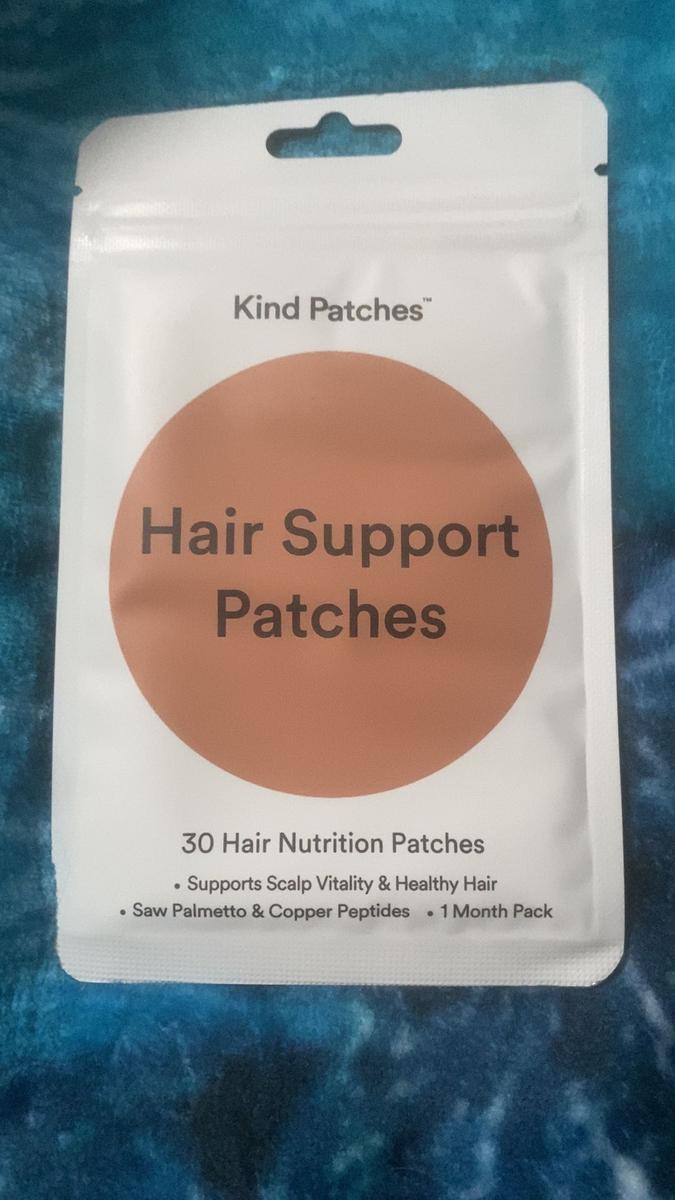 Kind Patches™
Hair Support
Patches
30 Hair Nutrition Patches
• Supports Scalp Vitality & Healthy Hair
• Saw Palmetto & Copper Peptides • 1 Month Pack